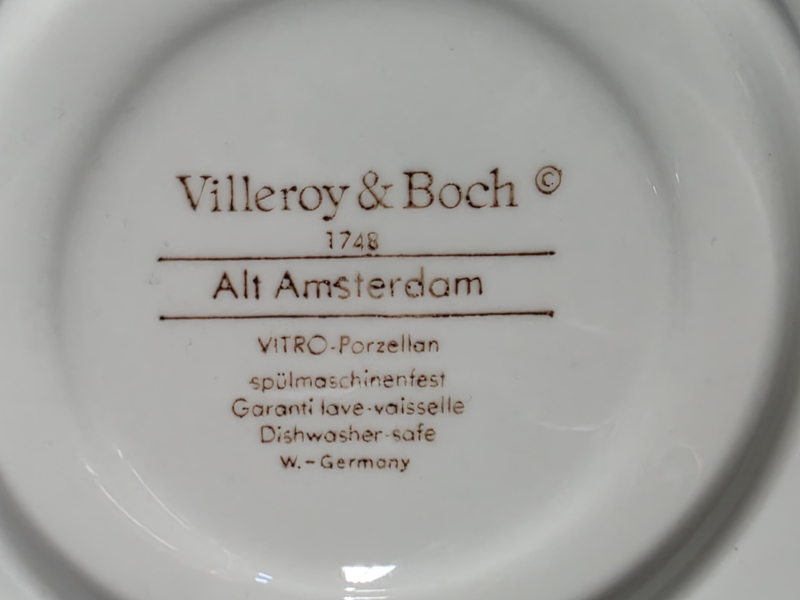 Villeroy & Boch ©
1748
Alt Amsterdam
VITRO-Porzellan
spülmaschinenfest
Garanti lave-vaisselle
Dishwasher-safe
W.-Germany